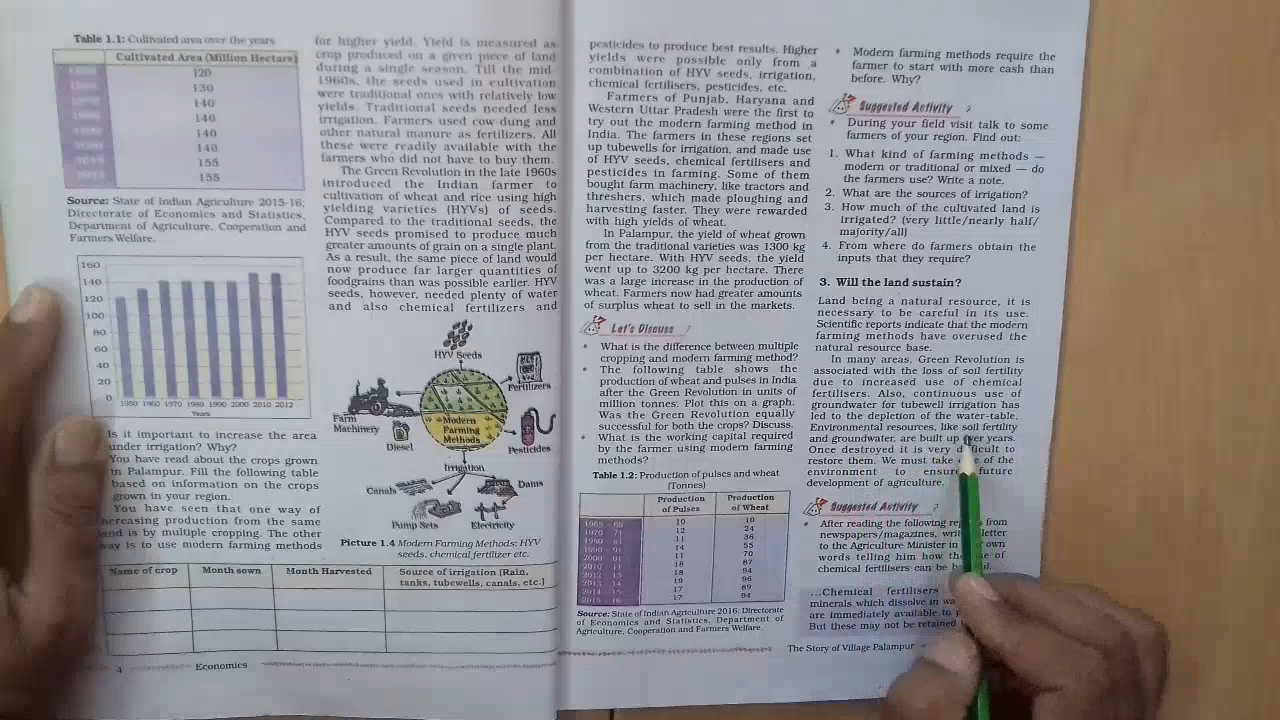 Table 1.1: Cultivated area over the years
Cultivated Area (Million Hectare)
120
130
140
140
140
140
155
155
Source: State of Indian Agriculture 2015-16;
Directorate of Economics and Statistics,
Department of Agriculture, Cooperation and
Farmers Welfare.
160
140
120
100
80
60
40
20
0
1950 1960 1970 1980 1990 2000 2010 2012
Years
Is it important to increase the area
under irrigation? Why?
You have read about the crops grown
in Palampur. Fill the following table
based on information on the crops
grown in your region.
You have seen that one way of
increasing production from the same
land is by multiple cropping. The other
way is to use modern farming methods
for higher yield. Yield is measured as
crop produced on a given piece of land
during a single season. Till the mid-
1960s, the seeds used in cultivation
were traditional ones with relatively low
yields. Traditional seeds needed less
irrigation. Farmers used cow-dung and
other natural manure as fertilizers. All
these were readily available with the
farmers who did not have to buy them.
The Green Revolution in the late 1960s
introduced the Indian farmer to
cultivation of wheat and rice using high
yielding varieties (HYVs) of seeds.
Compared to the traditional seeds, the
HYV seeds promised to produce much
greater amounts of grain on a single plant.
As a result, the same piece of land would
now produce far larger quantities of
foodgrains than was possible earlier. HYV
seeds, however, needed plenty of water
and also chemical fertilizers and
HYV Seeds
Fertilizers
Farm
Machinery
Modern
Farming
Methods
Diesel
Pesticides
Irrigation
Canals
Dams
Pump Sets
Electricity
Picture 1.4 Modern Farming Methods: HYV
seeds, chemical fertilizer etc.
Name of crop Month sown Month Harvested Source of irrigation (Rain,
tanks, tubewells, canals, etc.)
4 Economics
pesticides to produce best results. Higher
yields were possible only from a
combination of HYV seeds, irrigation,
chemical fertilisers, pesticides, etc.
Farmers of Punjab, Haryana and
Western Uttar Pradesh were the first to
try out the modern farming method in
India. The farmers in these regions set
up tubewells for irrigation, and made use
of HYV seeds, chemical fertilisers and
pesticides in farming. Some of them
bought farm machinery, like tractors and
threshers, which made ploughing and
harvesting faster. They were rewarded
with high yields of wheat.
In Palampur, the yield of wheat grown
from the traditional varieties was 1300 kg
per hectare. With HYV seeds, the yield
went up to 3200 kg per hectare. There
was a large increase in the production of
wheat. Farmers now had greater amounts
of surplus wheat to sell in the markets.
Let's Discuss
• What is the difference between multiple
cropping and modern farming method?
• The following table shows the
production of wheat and pulses in India
after the Green Revolution in units of
million tonnes. Plot this on a graph.
Was the Green Revolution equally
successful for both the crops? Discuss.
• What is the working capital required
by the farmer using modern farming
methods?
Table 1.2: Production of pulses and wheat
(Tonnes)
Production of Pulses Production of Wheat
1965 - 66 10 10
1970 - 71 12 24
1980 - 81 11 36
1990 - 91 14 55
2000 - 01 11 70
2010 - 11 18 87
2012 - 13 18 94
2013 - 14 19 96
2014 - 15 17 89
2015 - 16 17 94
Source: State of Indian Agriculture 2016; Directorate
of Economics and Statistics, Department of
Agriculture, Cooperation and Farmers Welfare.
• Modern farming methods require the
farmer to start with more cash than
before. Why?
Suggested Activity
• During your field visit talk to some
farmers of your region. Find out:
1. What kind of farming methods —
modern or traditional or mixed — do
the farmers use? Write a note.
2. What are the sources of irrigation?
3. How much of the cultivated land is
irrigated? (very little/nearly half/
majority/all)
4. From where do farmers obtain the
inputs that they require?
3. Will the land sustain?
Land being a natural resource, it is
necessary to be careful in its use.
Scientific reports indicate that the modern
farming methods have overused the
natural resource base.
In many areas, Green Revolution is
associated with the loss of soil fertility
due to increased use of chemical
fertilisers. Also, continuous use of
groundwater for tubewell irrigation has
led to the depletion of the water-table.
Environmental resources, like soil fertility
and groundwater, are built up over years.
Once destroyed it is very difficult to
restore them. We must take of the
environment to ensure future
development of agriculture.
Suggested Activity
• After reading the following from
newspapers/magazines, write letter
to the Agriculture Minister in own
words telling him how the of
chemical fertilisers can be
...Chemical fertilisers
minerals which dissolve in
are immediately available to
But these may not be retained
The Story of Village Palampur